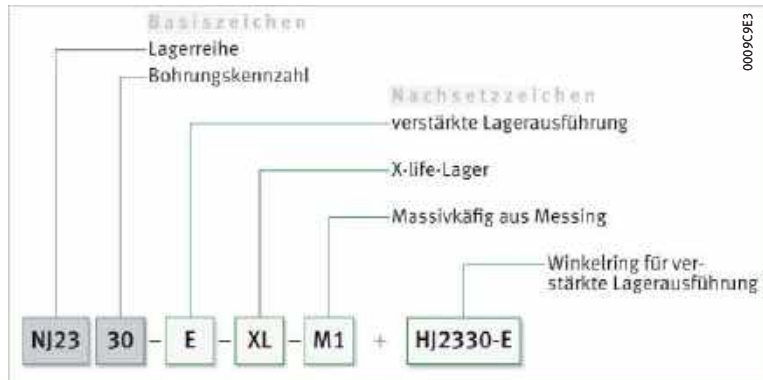 Basiszeichen
Lagerreihe
Bohrungskennzahl
Nachsetzzeichen
verstärkte Lagerausführung
X-life-Lager
Massivkäfig aus Messing
Winkelring für ver-
stärkte Lagerausführung
NJ23 30 – E – XL – M1 + HJ2330-E
0009C9E3